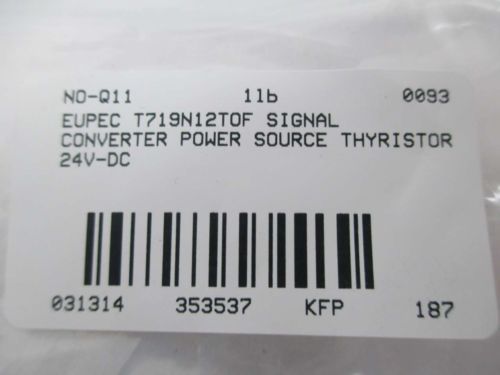 NO-Q11 11b 0093
EUPEC T719N12TOF SIGNAL
CONVERTER POWER SOURCE THYRISTOR
24V-DC
031314 353537 KFP 187